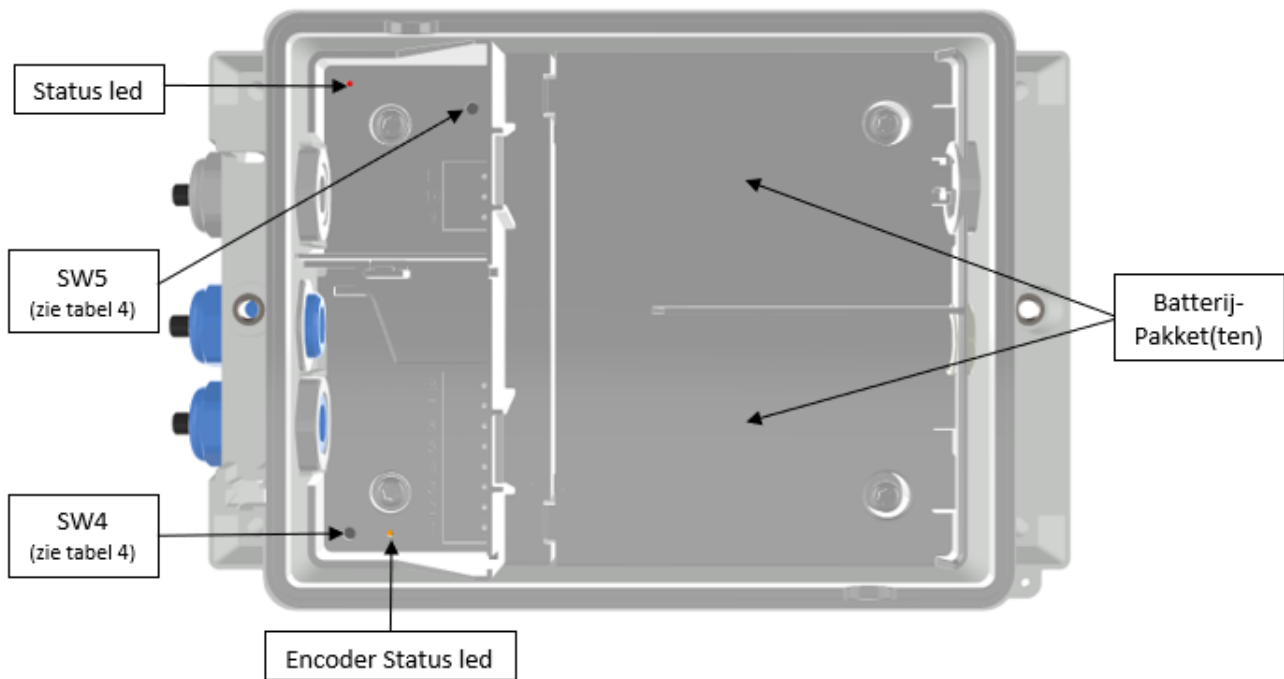 Status led
SW5
(zie tabel 4)
Batterij-
Pakket(ten)
SW4
(zie tabel 4)
Encoder Status led